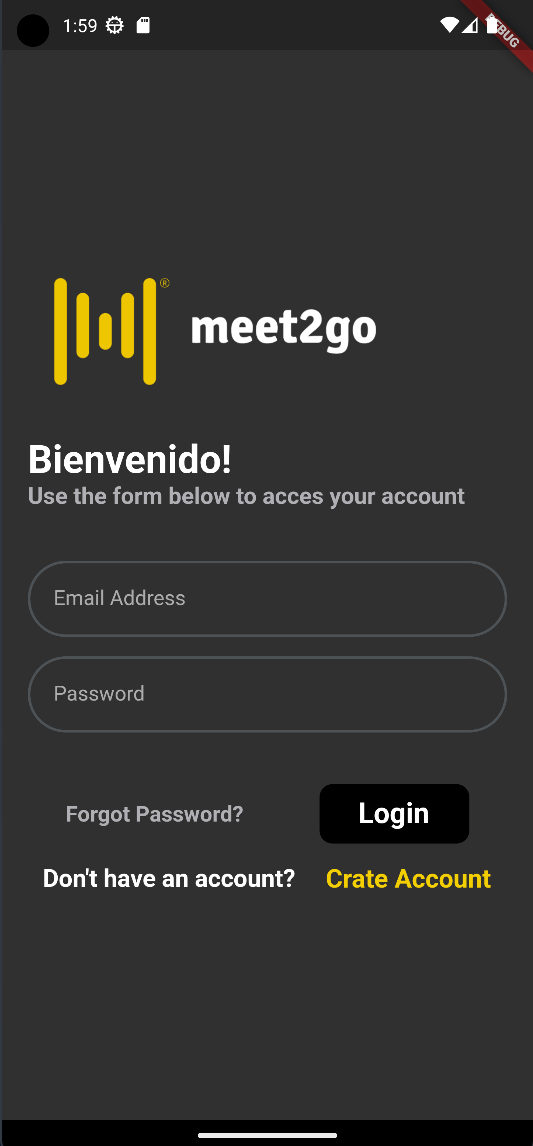 1:59
DEBUG
®
meet2go
Bienvenido!
Use the form below to acces your account
Email Address
Password
Forgot Password?
Login
Don't have an account?
Crate Account